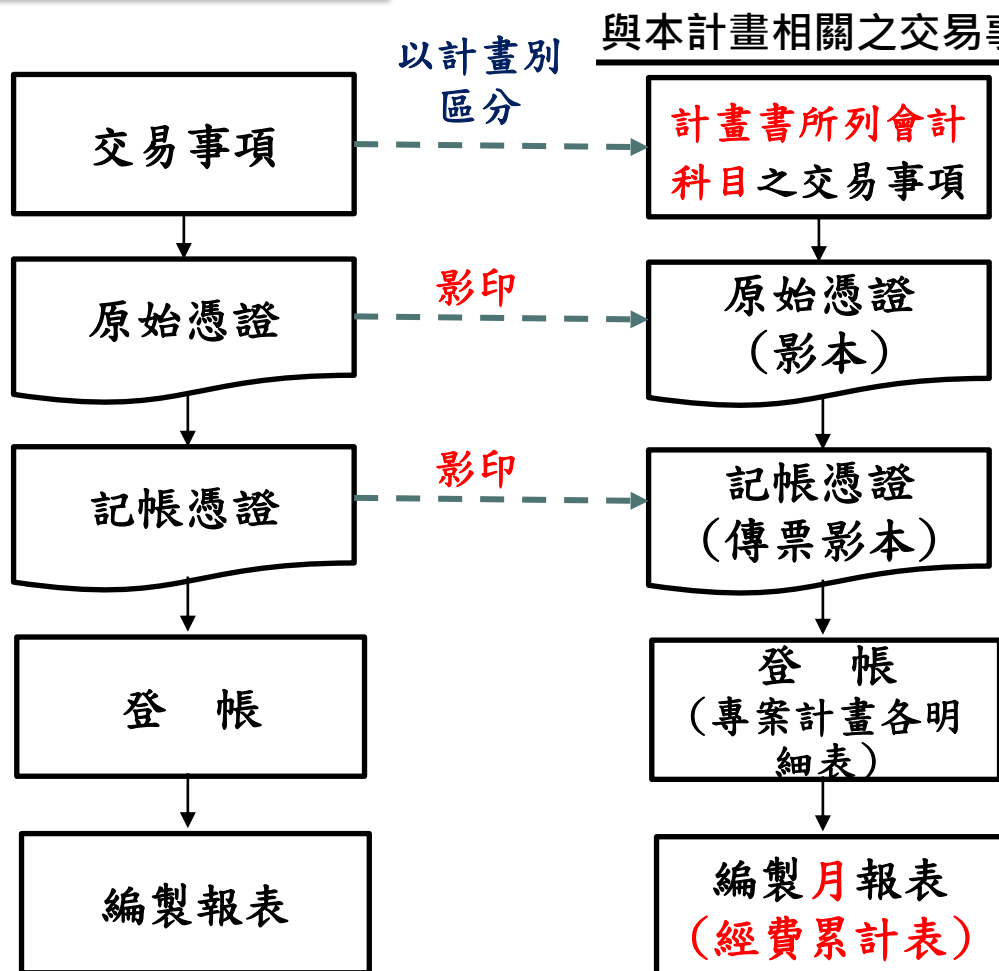 與本計畫相關之交易事
以計畫別
區分
交易事項
計畫書所列會計
科目之交易事項
影印
原始憑證
原始憑證
（影本）
影印
記帳憑證
記帳憑證
（傳票影本）
登　帳
登　帳
（專案計畫各明
細表）
編製報表
編製月報表
（經費累計表）